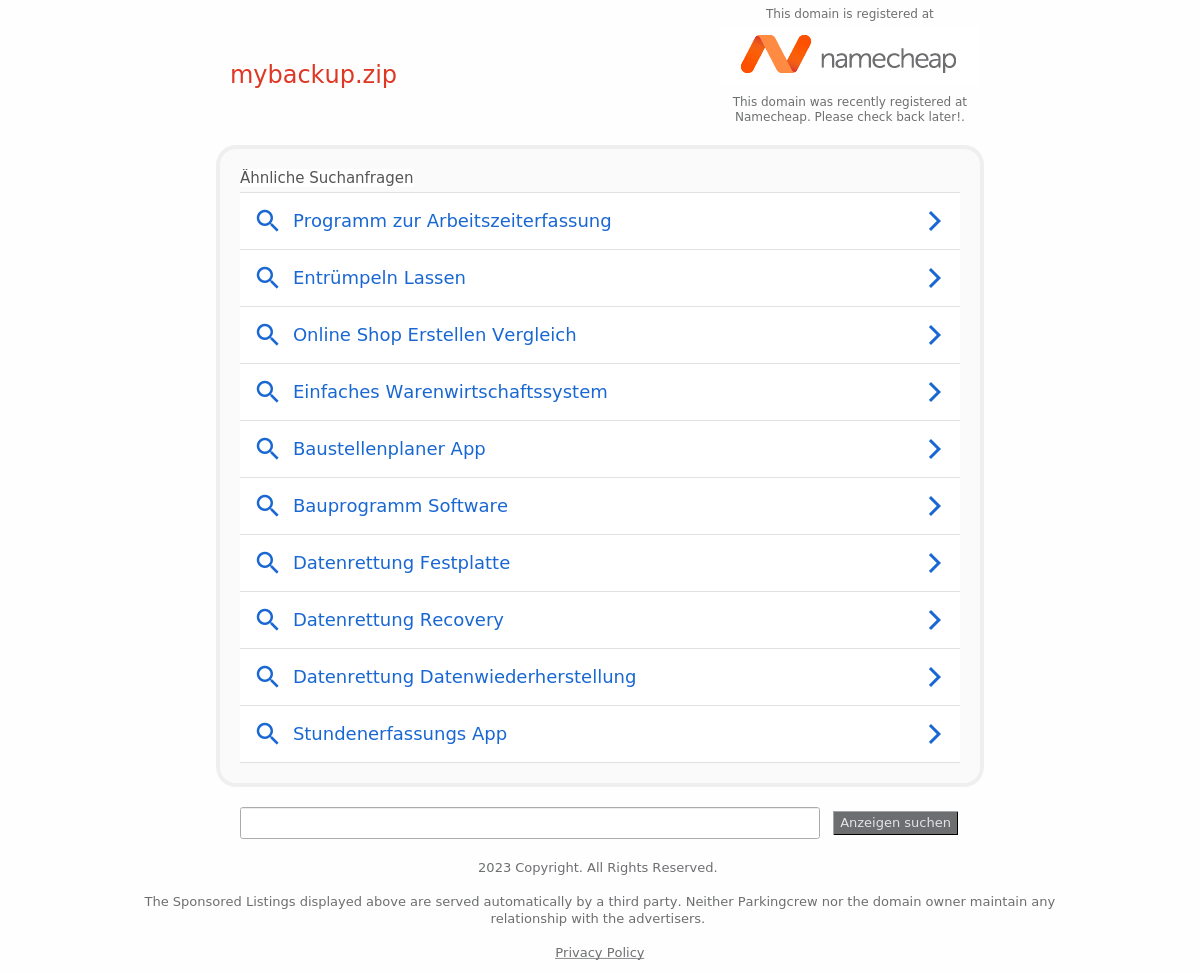 This domain is registered at
namecheap
mybackup.zip
This domain was recently registered at
Namecheap. Please check back later!.
Ähnliche Suchanfragen
Programm zur Arbeitszeiterfassung
Entrümpeln Lassen
Online Shop Erstellen Vergleich
Einfaches Warenwirtschaftssystem
Baustellenplaner App
Bauprogramm Software
Datenrettung Festplatte
Datenrettung Recovery
Datenrettung Datenwiederherstellung
Stundenerfassungs App
Anzeigen suchen
2023 Copyright. All Rights Reserved.
The Sponsored Listings displayed above are served automatically by a third party. Neither Parkingcrew nor the domain owner maintain any
relationship with the advertisers.
Privacy Policy